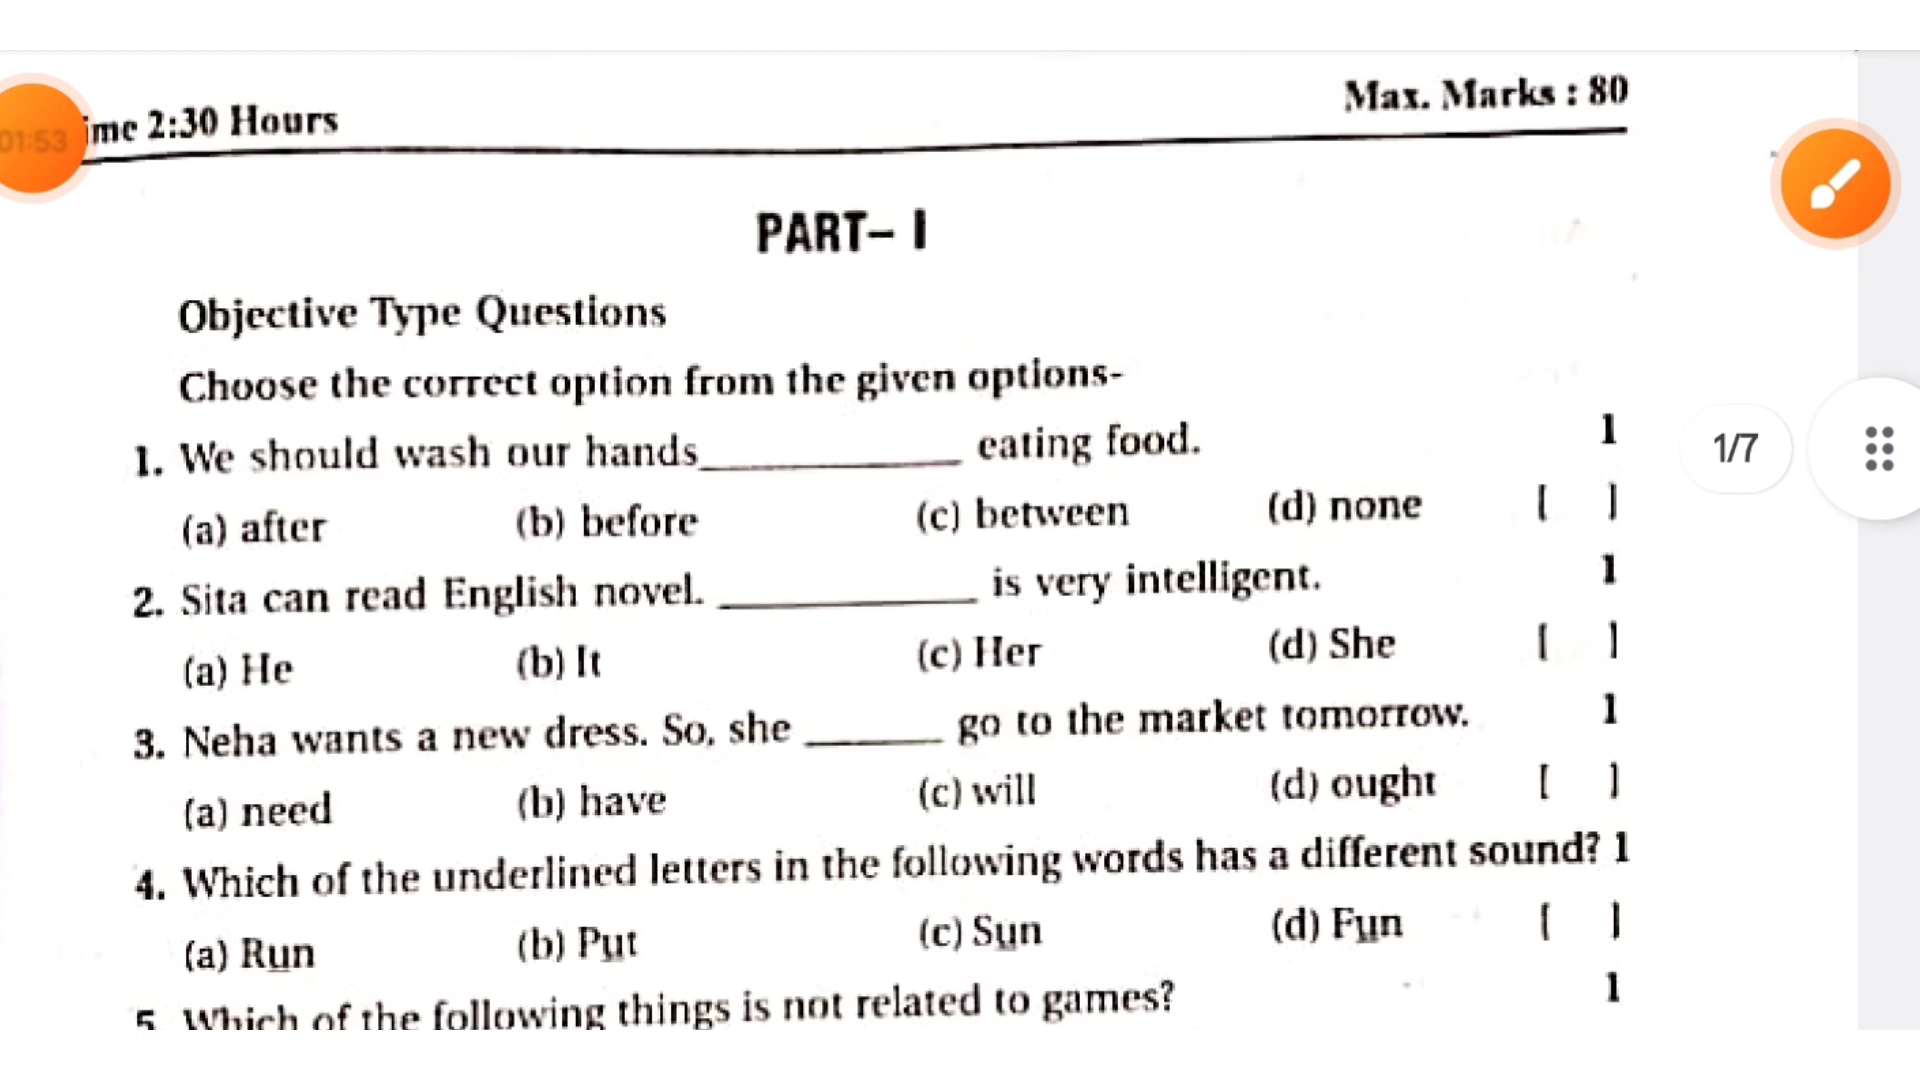 01:53
ime 2:30 Hours
Max. Marks : 80
PART– I
Objective Type Questions
Choose the correct option from the given options-
1. We should wash our hands____________ eating food. 1
(a) after (b) before (c) between (d) none [ ]
2. Sita can read English novel. ____________ is very intelligent. 1
(a) He (b) It (c) Her (d) She [ ]
3. Neha wants a new dress. So, she ______ go to the market tomorrow. 1
(a) need (b) have (c) will (d) ought [ ]
4. Which of the underlined letters in the following words has a different sound? 1
(a) Run (b) Put (c) Sun (d) Fun [ ]
5 Which of the following things is not related to games? 1
1/7